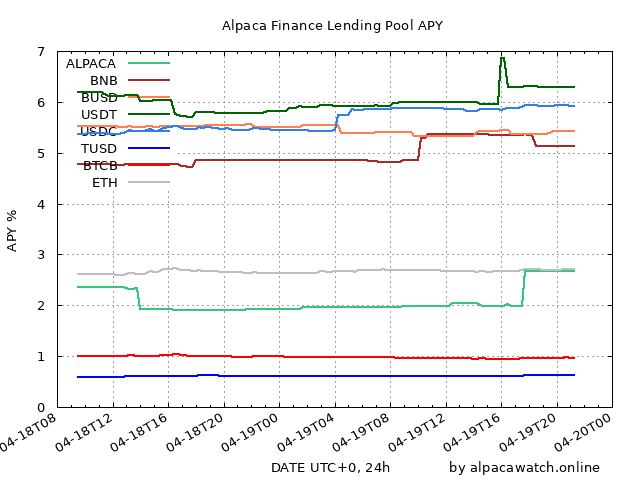 Alpaca Finance Lending Pool APY
7
6
5
4
3
2
1
0
APY %
ALPACA
BNB
BUSD
USDT
USDC
TUSD
BTCB
ETH
04-18T08
04-18T12
04-18T16
04-18T20
04-19T00
04-19T04
04-19T08
04-19T12
04-19T16
04-19T20
04-20T00
DATE UTC+0, 24h
by alpacawatch.online